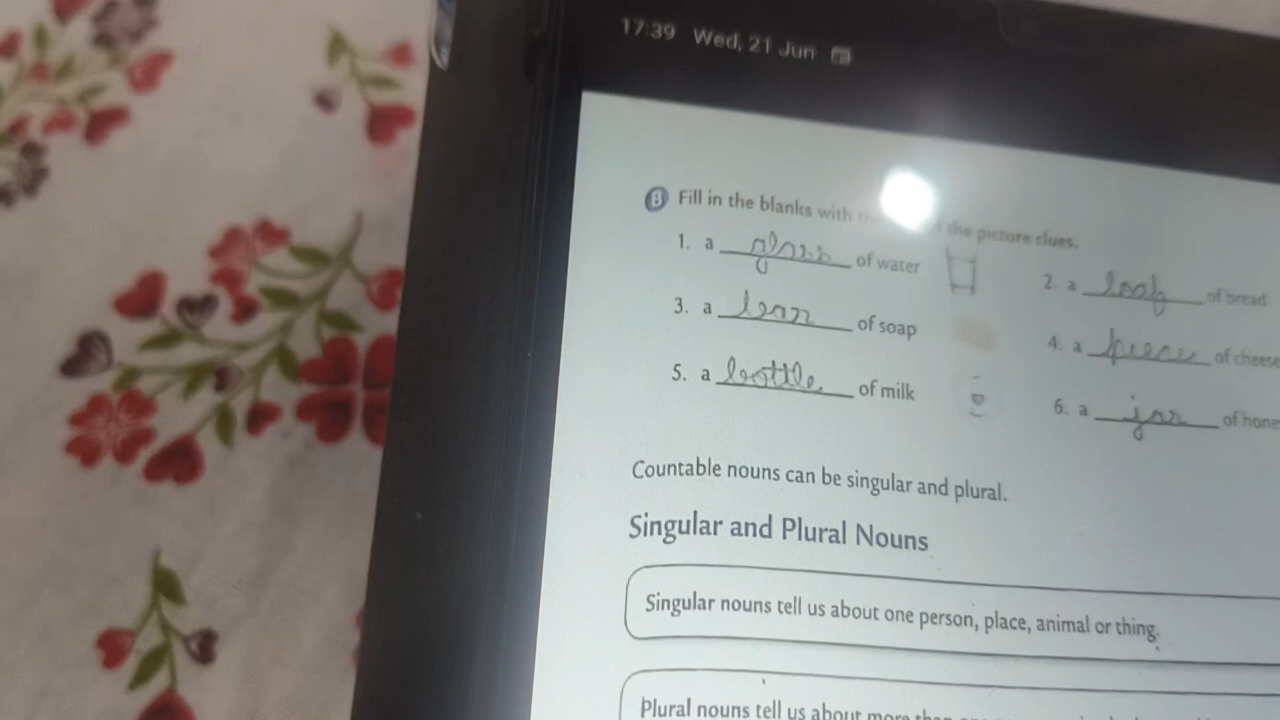 17:39 Wed, 21 Jun
B Fill in the blanks with the picture clues.
1. a glass of water
2. a loaf of bread
3. a of soap
4. a piece of cheese
5. a bottle of milk
6. a jar of hone
Countable nouns can be singular and plural.
Singular and Plural Nouns
Singular nouns tell us about one person, place, animal or thing.
Plural nouns tell us about more than